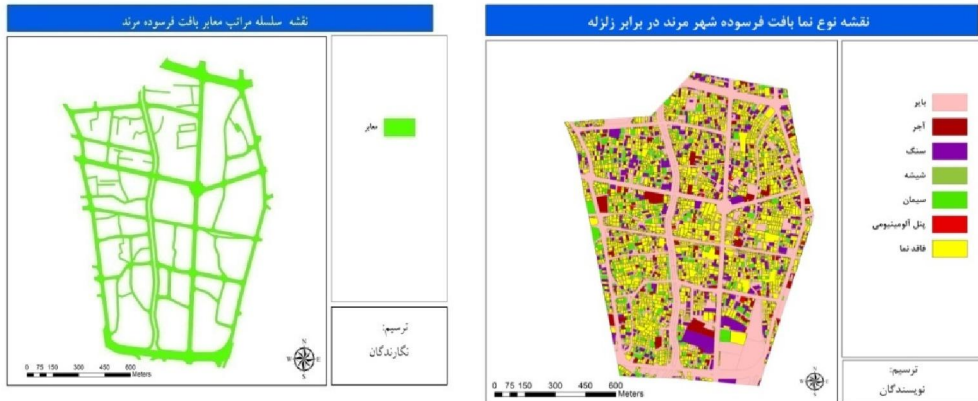 نقشه سلسله مراتب معابر بافت فرسوده مرند
معابر
ترسیم:
نگارندگان
N
W E
S
0 75 150 300 450 600
Meters
نقشه نوع نما بافت فرسوده شهر مرند در برابر زلزله
بایر
آجر
سنگ
شیشه
سیمان
پنل آلومینیومی
فاقد نما
ترسیم:
نویسندگان
N
W E
S
0 75 150 300 450 600
Meters